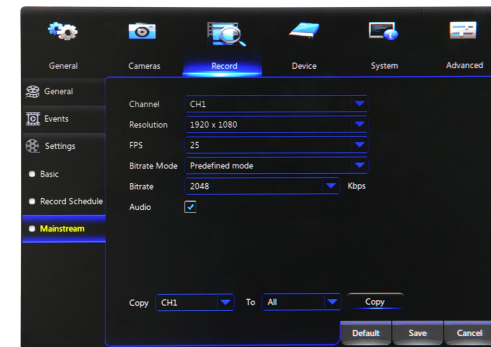 General Cameras Record Device System Advanced
General
Events
Settings
Basic
Record Schedule
Mainstream
Channel CH1
Resolution 1920 x 1080
FPS 25
Bitrate Mode Predefined mode
Bitrate 2048 Kbps
Audio
Copy CH1 To All Copy
Default Save Cancel